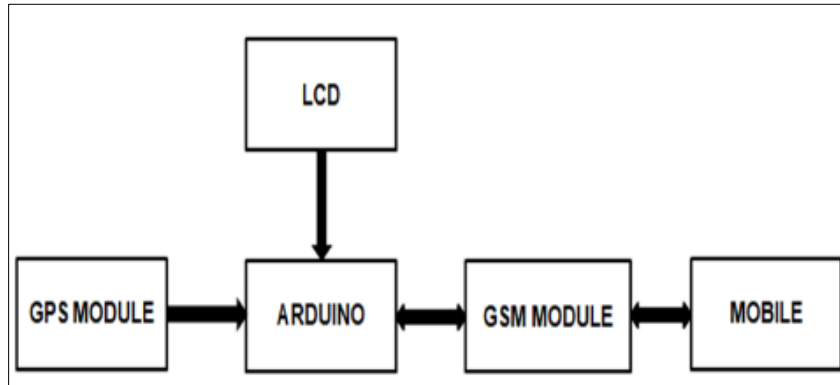 LCD
GPS MODULE
ARDUINO
GSM MODULE
MOBILE